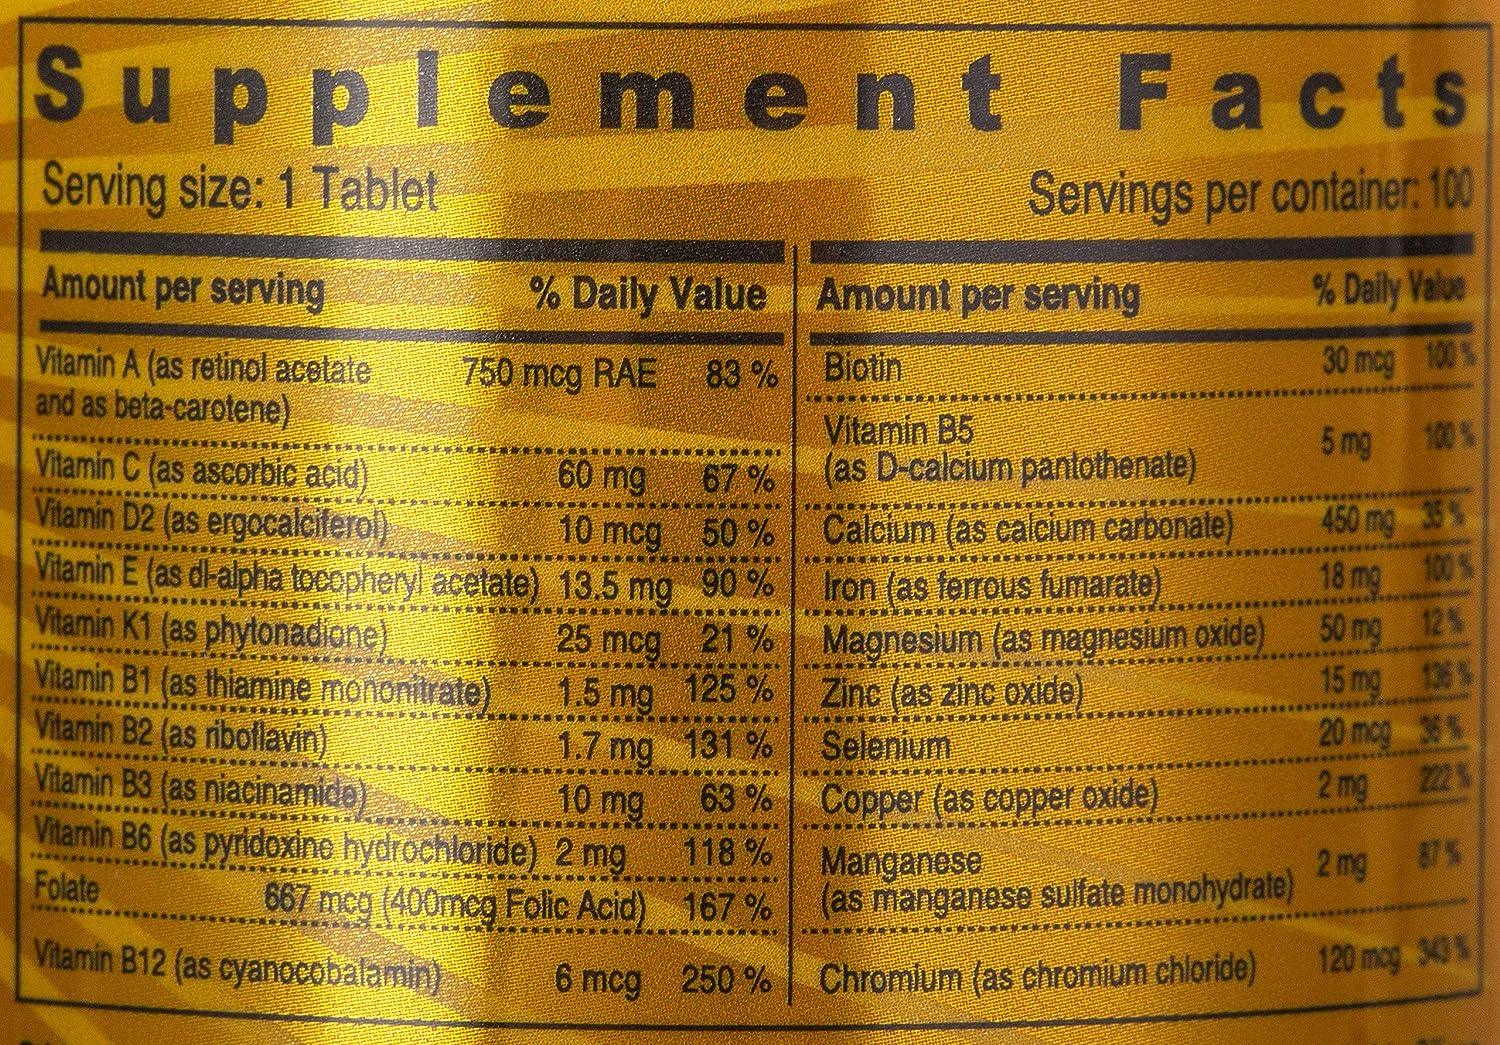 Supplement Facts
Serving size: 1 Tablet Servings per container: 100
Amount per serving % Daily Value
Vitamin A (as retinol acetate 750 mcg RAE 83 %
and as beta-carotene)
Vitamin C (as ascorbic acid) 60 mg 67 %
Vitamin D2 (as ergocalciferol) 10 mcg 50 %
Vitamin E (as dl-alpha tocopheryl acetate) 13.5 mg 90 %
Vitamin K1 (as phytonadione) 25 mcg 21 %
Vitamin B1 (as thiamine mononitrate) 1.5 mg 125 %
Vitamin B2 (as riboflavin) 1.7 mg 131 %
Vitamin B3 (as niacinamide) 10 mg 63 %
Vitamin B6 (as pyridoxine hydrochloride) 2 mg 118 %
Folate 667 mcg (400mcg Folic Acid) 167 %
Vitamin B12 (as cyanocobalamin) 6 mcg 250 %
Amount per serving % Daily Value
Biotin 30 mcg 100 %
Vitamin B5
(as D-calcium pantothenate) 5 mg 100 %
Calcium (as calcium carbonate) 450 mg 35 %
Iron (as ferrous fumarate) 18 mg 100 %
Magnesium (as magnesium oxide) 50 mg 12 %
Zinc (as zinc oxide) 15 mg 136 %
Selenium 20 mcg 36 %
Copper (as copper oxide) 2 mg 222 %
Manganese
(as manganese sulfate monohydrate) 2 mg 87 %
Chromium (as chromium chloride) 120 mcg 343 %